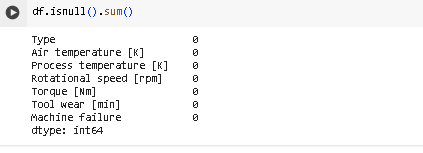 df.isnull().sum()
Type 0
Air temperature [K] 0
Process temperature [K] 0
Rotational speed [rpm] 0
Torque [Nm] 0
Tool wear [min] 0
Machine failure 0
dtype: int64